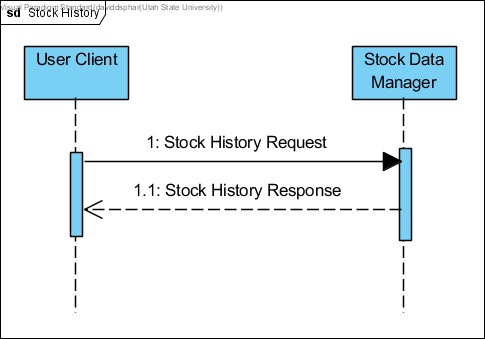 Visual Paradigm Standard(daviddsphar(Utah State University))
sd Stock History
User Client
Stock Data
Manager
1: Stock History Request
1.1: Stock History Response